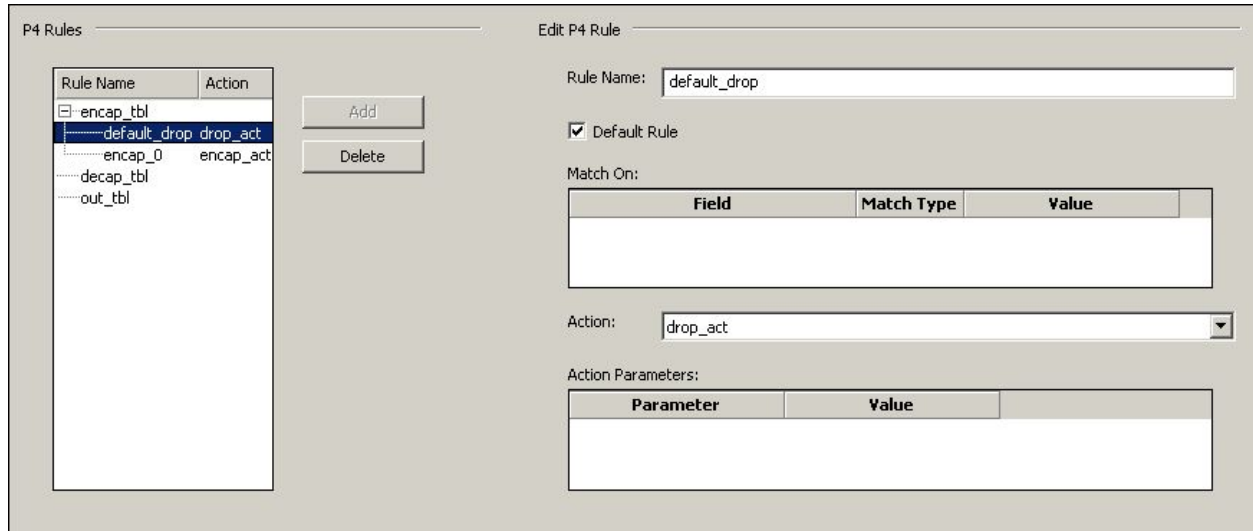 P4 Rules
Rule Name Action
encap_tbl
default_drop drop_act
encap_0 encap_act
decap_tbl
out_tbl
Add
Delete
Edit P4 Rule
Rule Name: default_drop
Default Rule
Match On:
Field Match Type Value
Action: drop_act
Action Parameters:
Parameter Value